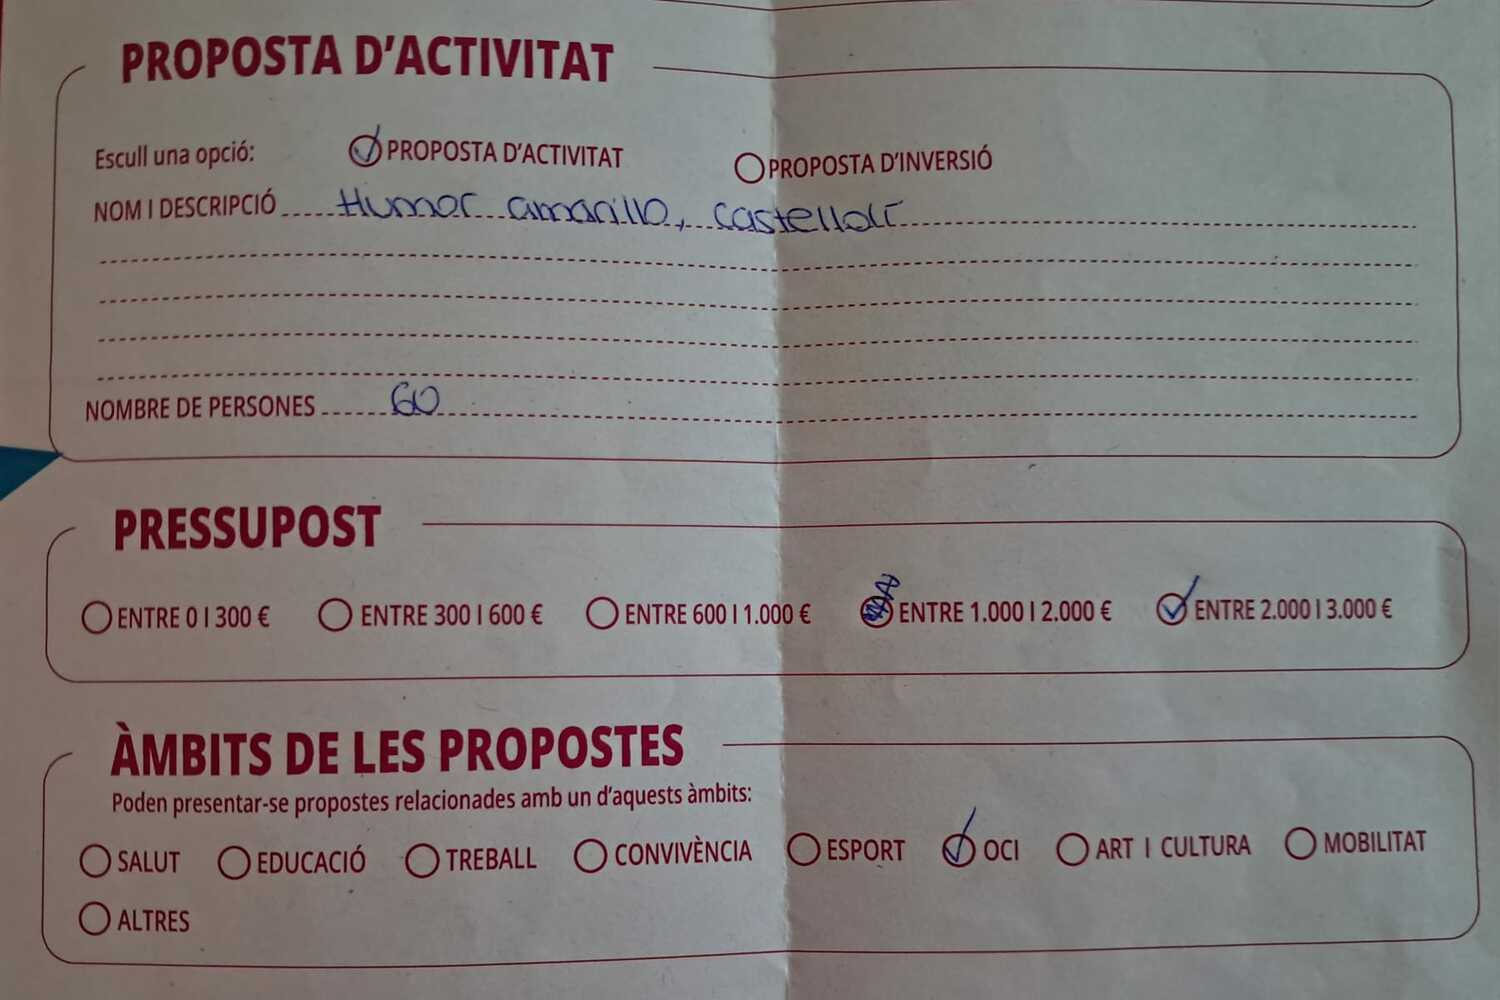 PROPOSTA D'ACTIVITAT
Escull una opció: PROPOSTA D'ACTIVITAT PROPOSTA D'INVERSIÓ
NOM I DESCRIPCIÓ Humor amarillo, castellolí
NOMBRE DE PERSONES 60
PRESSUPOST
ENTRE 0 I 300 € ENTRE 300 I 600 € ENTRE 600 I 1.000 € ENTRE 1.000 I 2.000 € ENTRE 2.000 I 3.000 €
ÀMBITS DE LES PROPOSTES
Poden presentar-se propostes relacionades amb un d'aquests àmbits:
SALUT EDUCACIÓ TREBALL CONVIVÈNCIA ESPORT OCI ART I CULTURA MOBILITAT
ALTRES